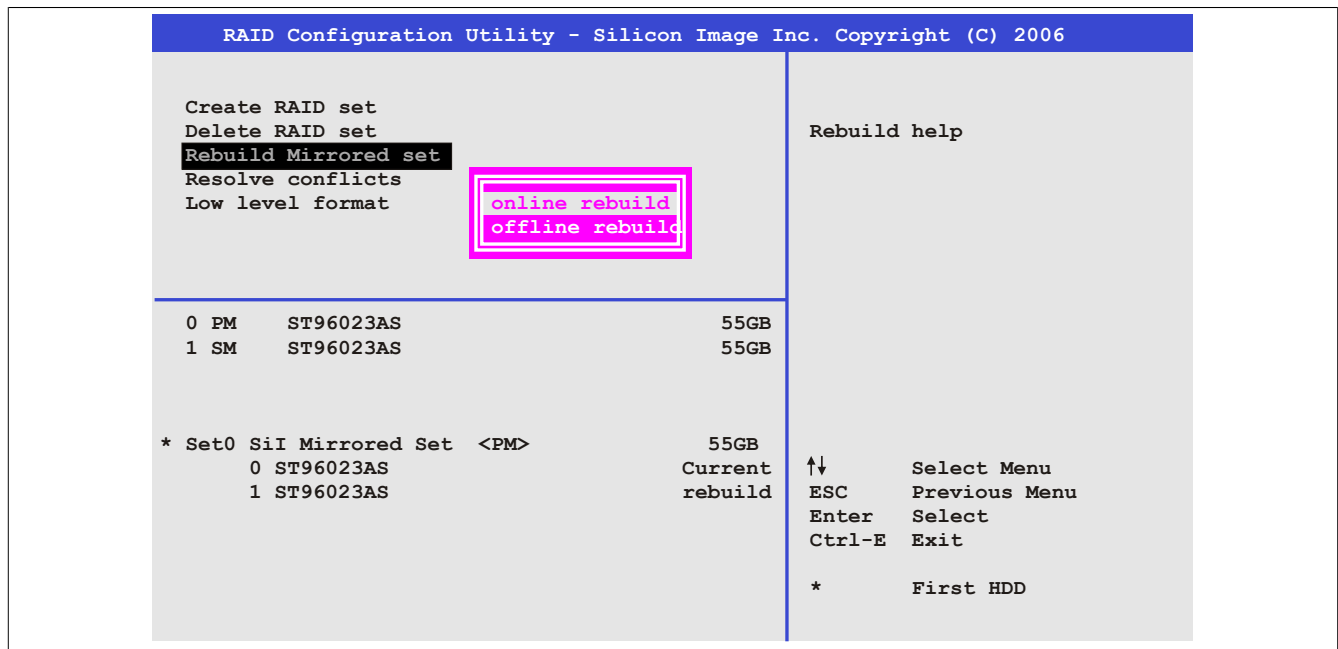 RAID Configuration Utility - Silicon Image Inc. Copyright (C) 2006
Create RAID set
Delete RAID set
Rebuild Mirrored set
Resolve conflicts
Low level format
online rebuild
offline rebuild
Rebuild help
0 PM ST96023AS 55GB
1 SM ST96023AS 55GB
* Set0 SiI Mirrored Set <PM> 55GB
0 ST96023AS Current
1 ST96023AS rebuild
↑↓ Select Menu
ESC Previous Menu
Enter Select
Ctrl-E Exit
* First HDD